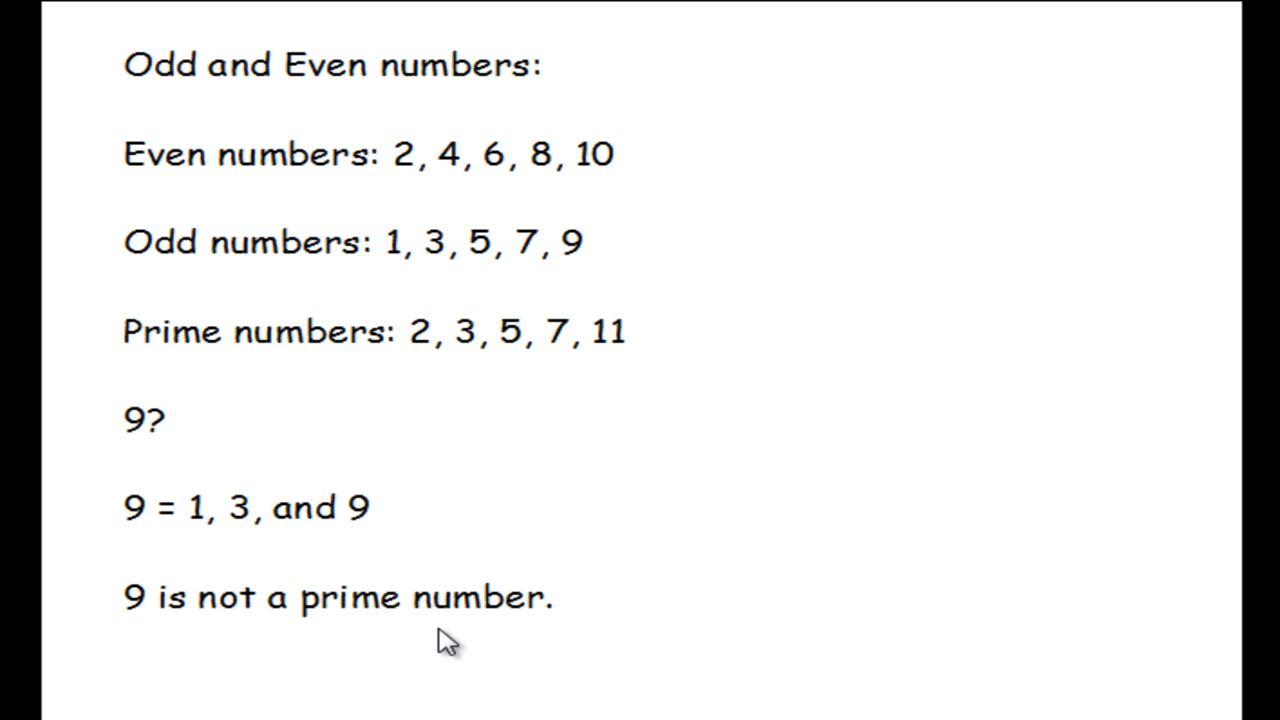 Odd and Even numbers:
Even numbers: 2, 4, 6, 8, 10
Odd numbers: 1, 3, 5, 7, 9
Prime numbers: 2, 3, 5, 7, 11
9?
9 = 1, 3, and 9
9 is not a prime number.